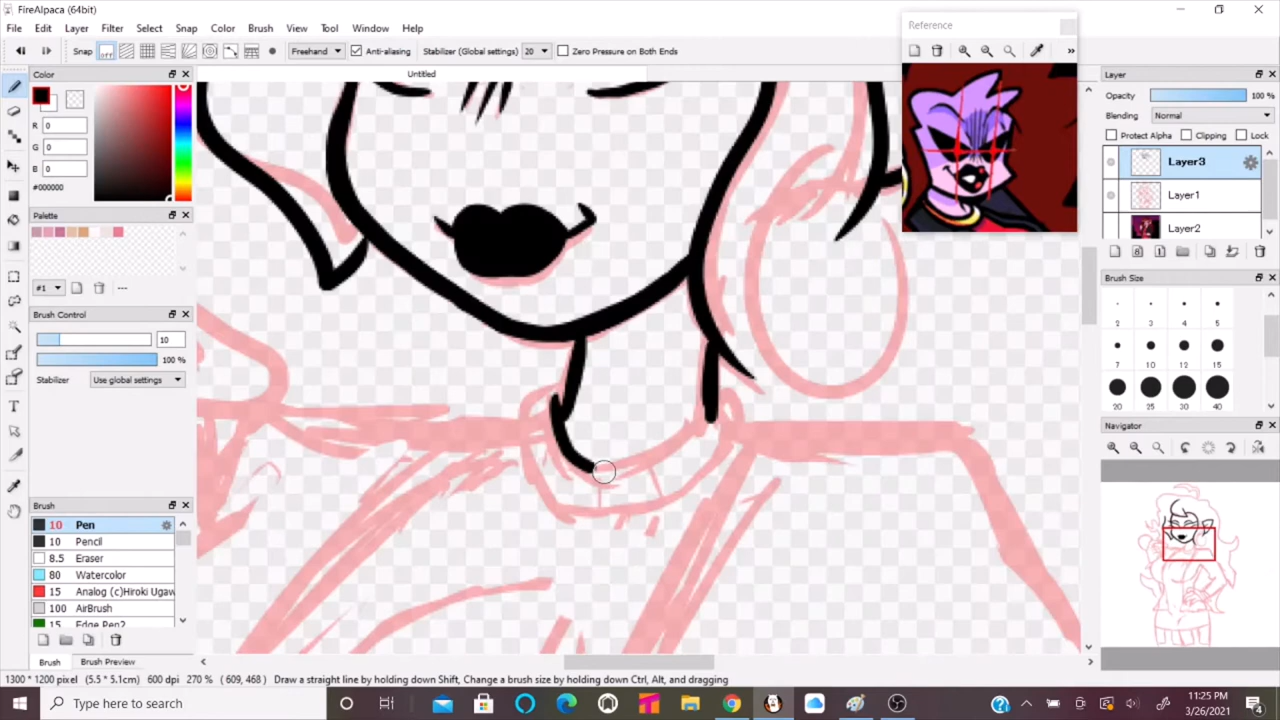 FireAlpaca (64bit)
File Edit Layer Filter Select Snap Color Brush View Tool Window Help
Snap off Freehand Anti-aliasing Stabilizer (Global settings) 20 Zero Pressure on Both Ends
Untitled
Reference
»
Color
R 0
G 0
B 0
#000000
Palette
#1
Brush Control
10
100 %
Stabilizer Use global settings
Brush
10 Pen
10 Pencil
8.5 Eraser
80 Watercolor
15 Analog (c)Hiroki Ugaw
100 AirBrush
15 Edge Pen2
Brush Brush Preview
Layer
Opacity 100 %
Blending Normal
Protect Alpha Clipping Lock
Layer3
Layer1
Layer2
Brush Size
2 3 4 5
7 10 12 15
20 25 30 40
Navigator
1300 * 1200 pixel (5.5 * 5.1cm) 600 dpi 270 % ( 609, 468 ) Draw a straight line by holding down Shift, Change a brush size by holding down Ctrl, Alt, and dragging
Type here to search
11:25 PM
3/26/2021